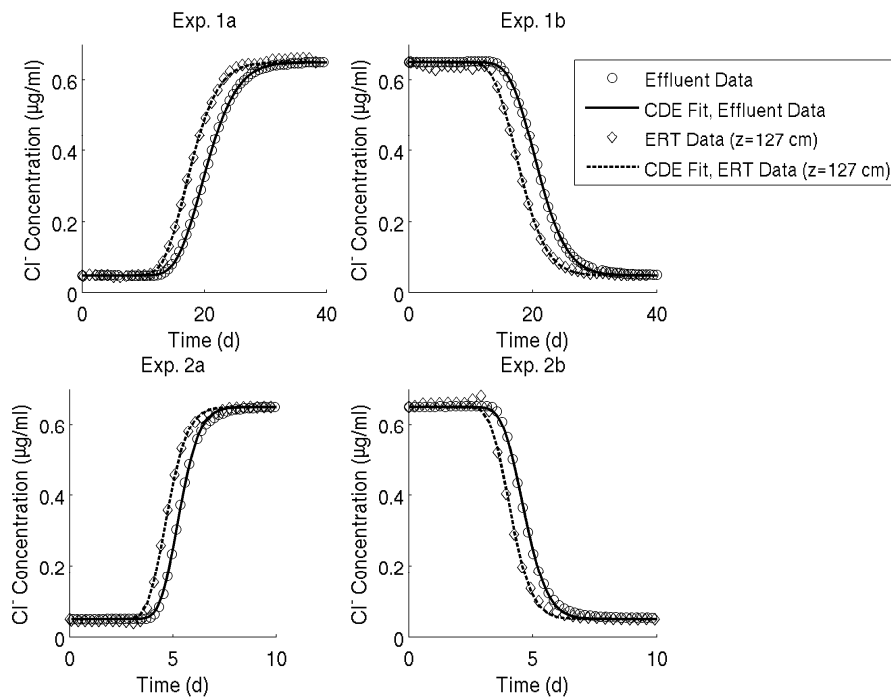 Exp. 1a
Exp. 1b
0.6
0.4
0.2
0
Cl⁻ Concentration (µg/ml)
0 20 40
Time (d)
0.6
0.4
0.2
0
Cl⁻ Concentration (µg/ml)
0 20 40
Time (d)
Effluent Data
CDE Fit, Effluent Data
ERT Data (z=127 cm)
CDE Fit, ERT Data (z=127 cm)
Exp. 2a
Exp. 2b
0.6
0.4
0.2
0
Cl⁻ Concentration (µg/ml)
0 5 10
Time (d)
0.6
0.4
0.2
0
Cl⁻ Concentration (µg/ml)
0 5 10
Time (d)